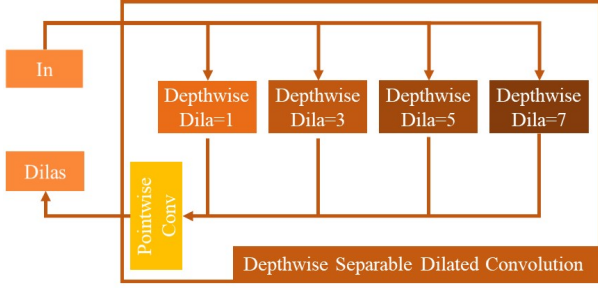 In
Depthwise
Dila=1
Depthwise
Dila=3
Depthwise
Dila=5
Depthwise
Dila=7
Dilas
Pointwise
Conv
Depthwise Separable Dilated Convolution